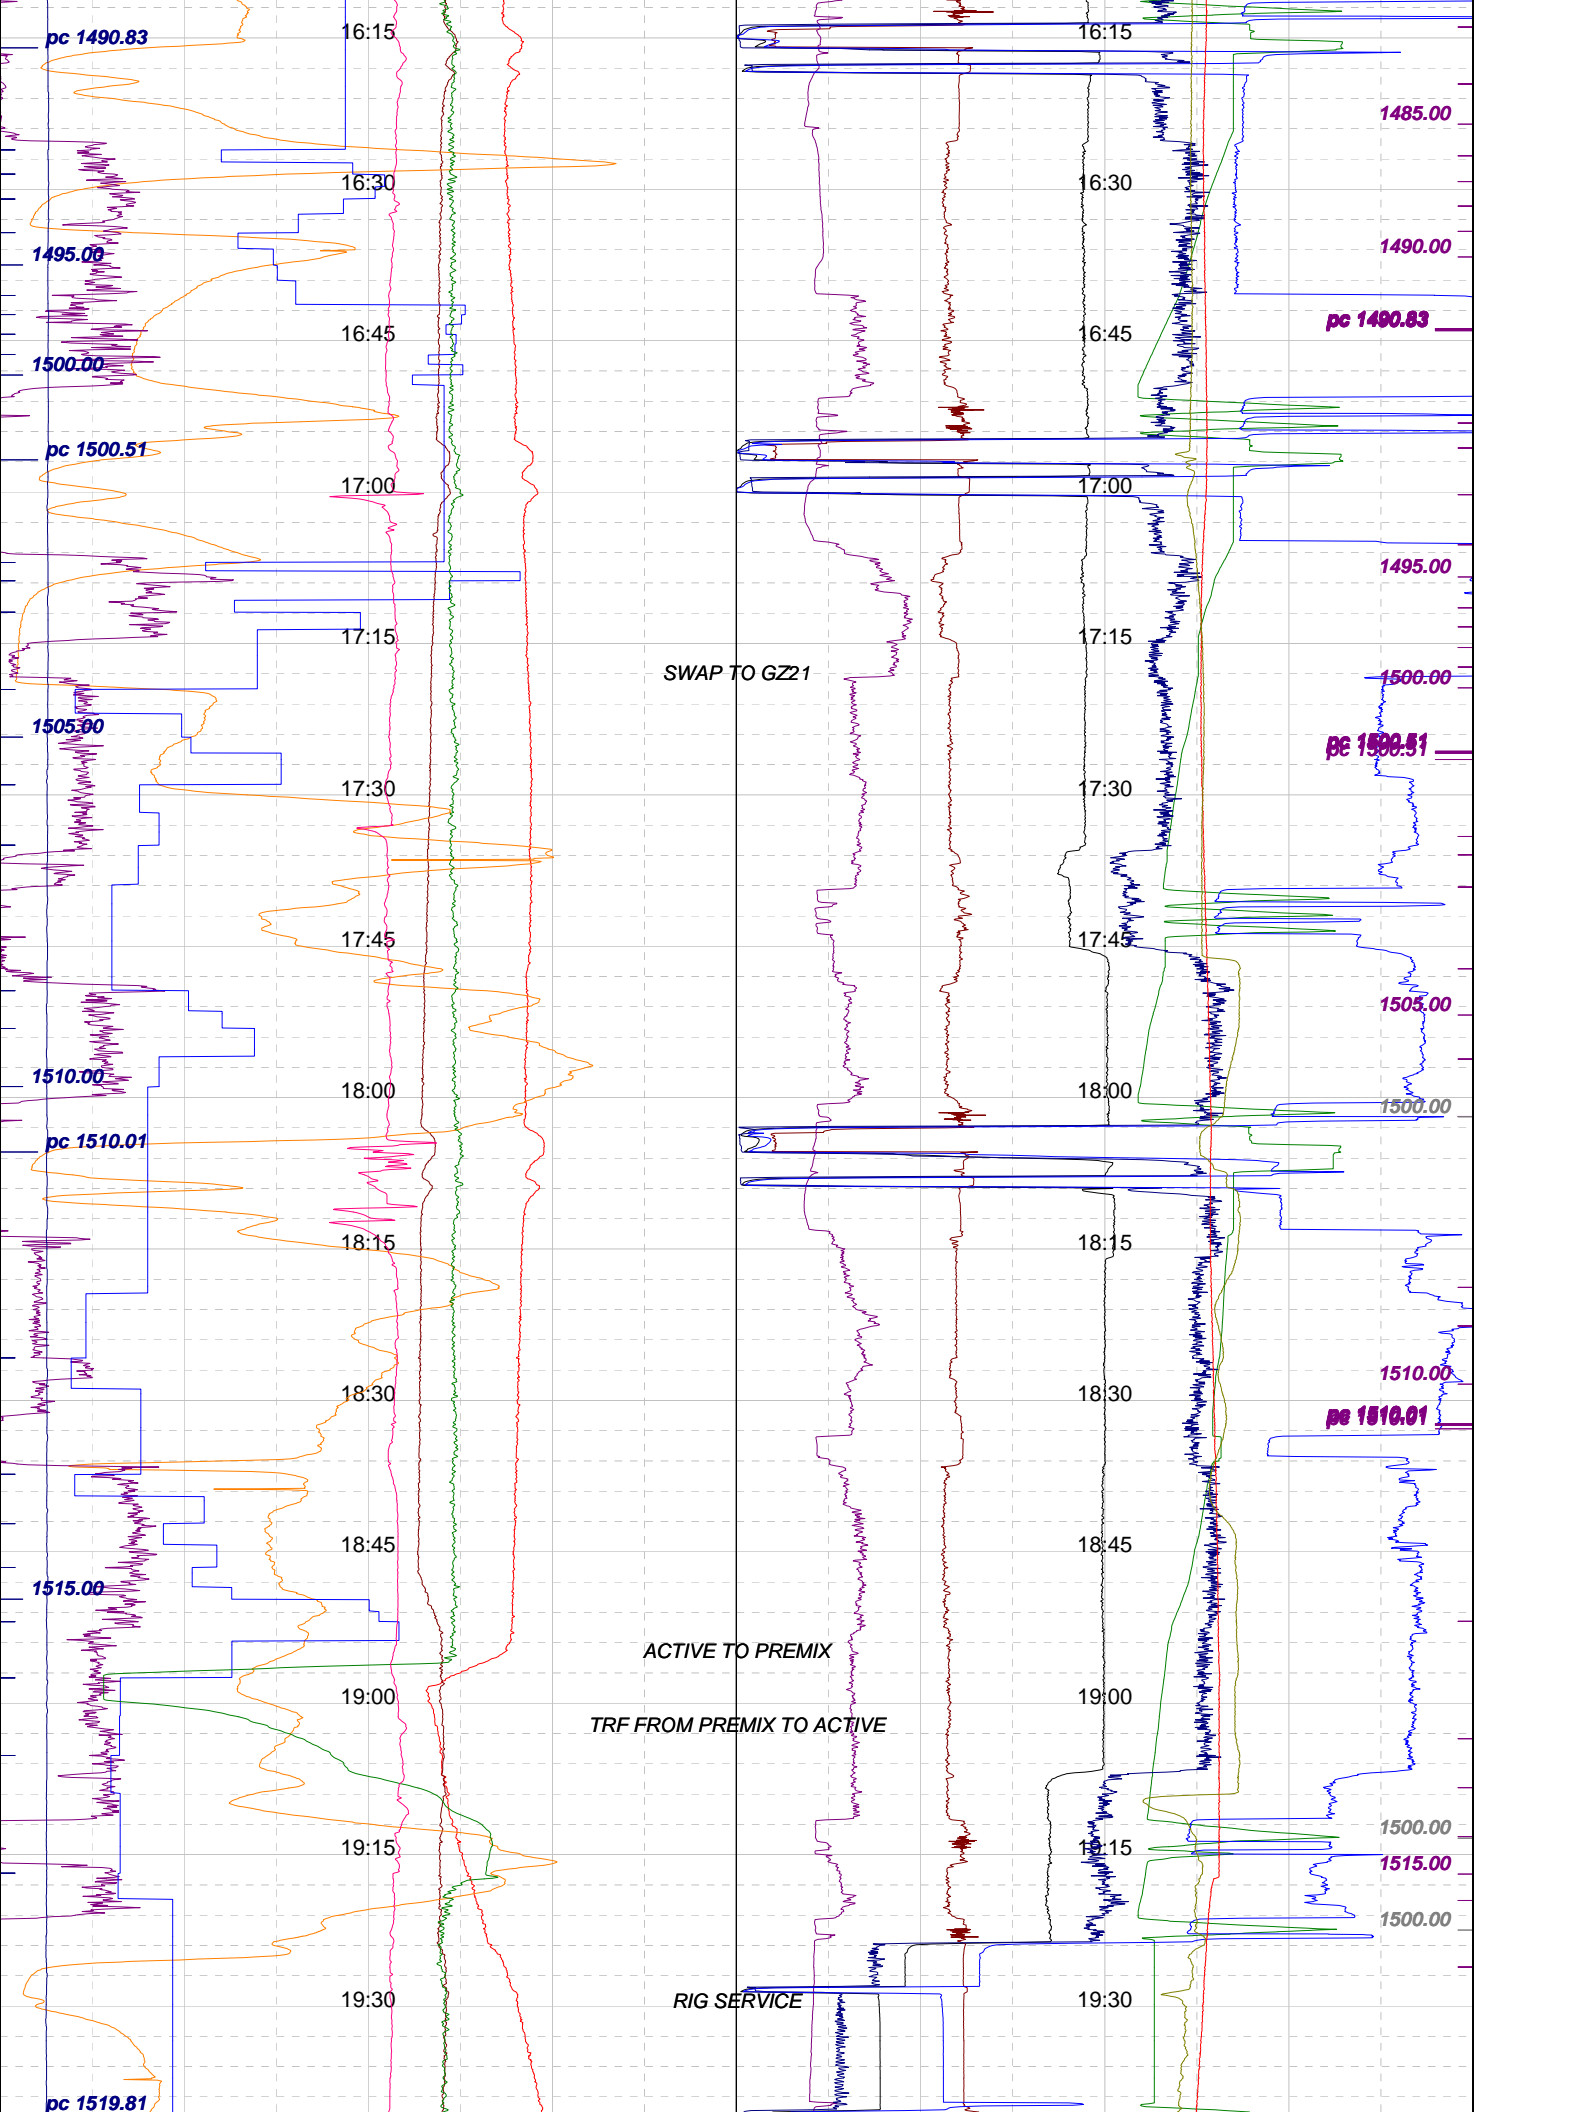 pc 1490.83 16:15 16:15
1485.00
16:30 16:30
1495.00 1490.00
pc 1490.83
16:45 16:45
1500.00
pc 1500.51
17:00 17:00
1495.00
17:15 17:15
SWAP TO GZ21 1500.00
1505.00
pc 1500.51
pc 1500.51
17:30 17:30
17:45 17:45
1505.00
1510.00
18:00 18:00
1500.00
pc 1510.01
18:15 18:15
1510.00
18:30 18:30
pc 1510.01
18:45 18:45
1515.00
ACTIVE TO PREMIX
19:00 19:00
TRF FROM PREMIX TO ACTIVE
1500.00
19:15 19:15
1515.00
1500.00
19:30 RIG SERVICE 19:30
pc 1519.81